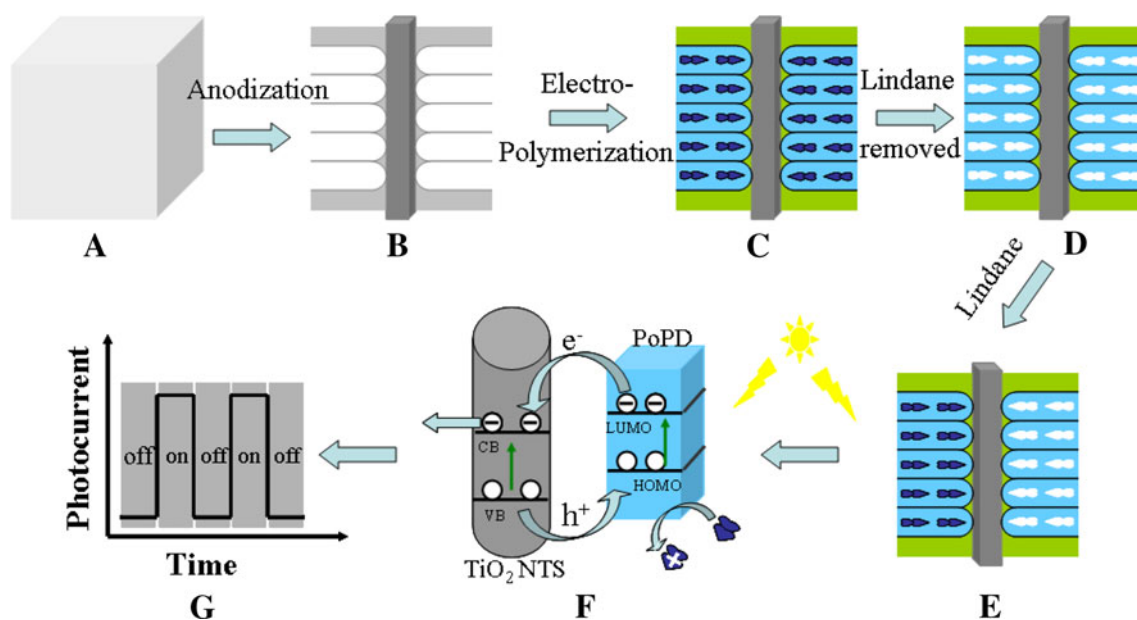 Anodization
Electro-
Polymerization
Lindane
removed
A
B
C
D
Lindane
E
PoPD
e-
LUMO
HOMO
CB
VB
h+
TiO2 NTS
F
Photocurrent
off on off on off
Time
G